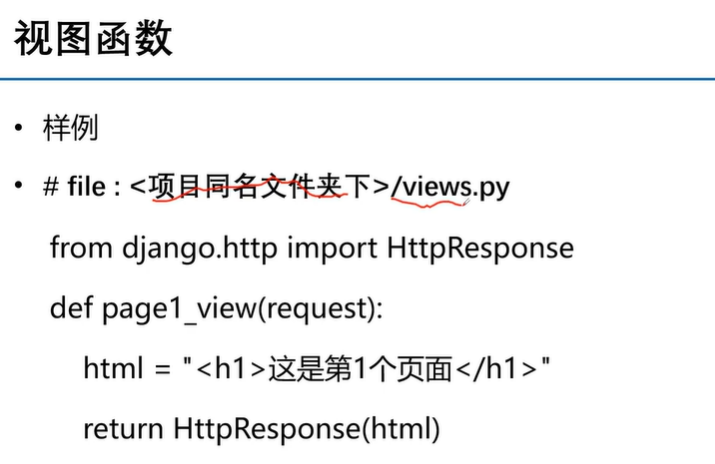 视图函数
• 样例
• # file : <项目同名文件夹下>/views.py
from django.http import HttpResponse
def page1_view(request):
html = "<h1>这是第1个页面</h1>"
return HttpResponse(html)